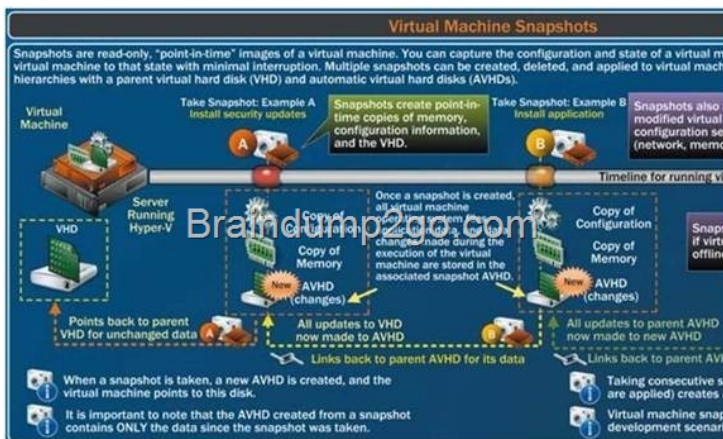 Virtual Machine Snapshots
Snapshots are read-only, "point-in-time" images of a virtual machine. You can capture the configuration and state of a virtual m
virtual machine to that state with minimal interruption. Multiple snapshots can be created, deleted, and applied to virtual mach
hierarchies with a parent virtual hard disk (VHD) and automatic virtual hard disks (AVHDs).
Virtual
Machine
Take Snapshot: Example A
Install security updates
Snapshots create point-in-
time copies of memory,
configuration information,
and the VHD.
Take Snapshot: Example B
Install application
Snapshots also
modified virtual
configuration se
(network, memo
A
B
Timeline for running vi
Server
Running
Hyper-V
VHD
Copy of
Configuration
Copy of
Memory
New
AVHD
(changes)
Once a snapshot is created,
all virtual machine
data
changes made during the
execution of the virtual
machine are stored in the
associated snapshot AVHD.
Copy of
Configuration
Copy of
Memory
New
AVHD
(changes)
Snaps
if virtu
offlin
Braindump2go.com
Points back to parent
VHD for unchanged data
A
All updates to VHD
now made to AVHD
B
Links back to parent AVHD for its data
All updates to parent AVHD
now made to new AVHD
Links back to parent AV
When a snapshot is taken, a new AVHD is created, and the
virtual machine points to this disk.
It is important to note that the AVHD created from a snapshot
contains ONLY the data since the snapshot was taken.
Taking consecutive s
are applied) creates
Virtual machine snap
development scenar